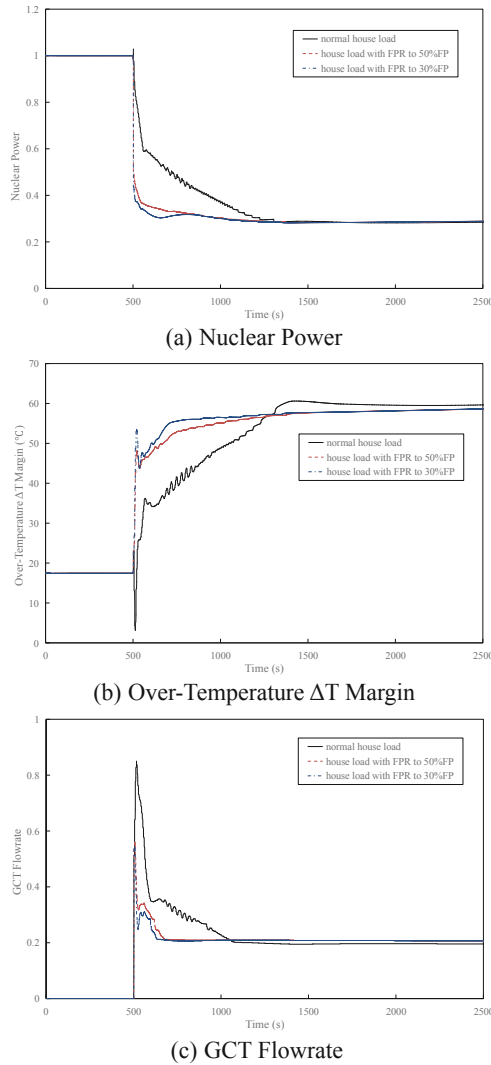 1.2
1
0.8
0.6
0.4
0.2
0
Nuclear Power
normal house load
house load with FPR to 50%FP
house load with FPR to 30%FP
0 500 1000 1500 2000 2500
Time (s)
(a) Nuclear Power
70
60
50
40
30
20
10
0
Over-Temperature ΔT Margin (℃)
normal house load
house load with FPR to 50%FP
house load with FPR to 30%FP
0 500 1000 1500 2000 2500
Time (s)
(b) Over-Temperature ΔT Margin
1
0.8
0.6
0.4
0.2
0
GCT Flowrate
normal house load
house load with FPR to 50%FP
house load with FPR to 30%FP
0 500 1000 1500 2000 2500
Time (s)
(c) GCT Flowrate